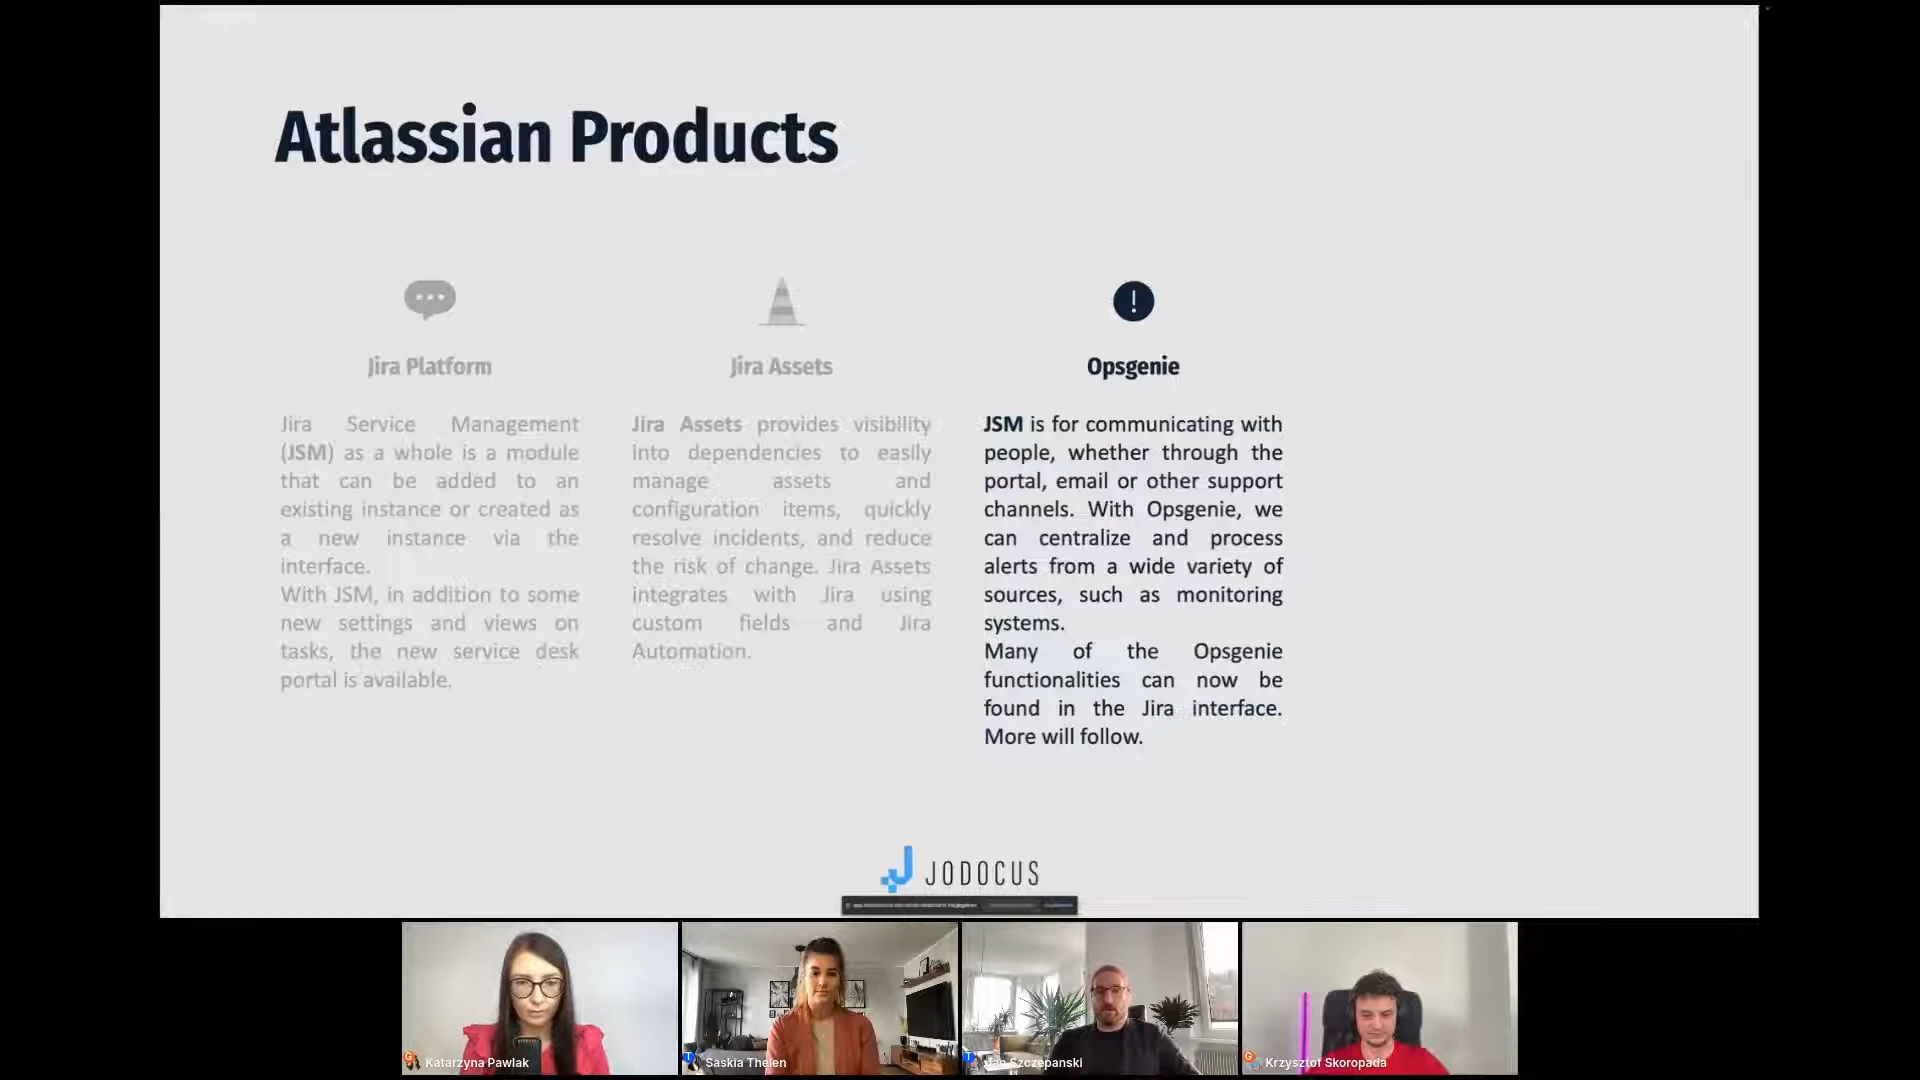 Atlassian Products
Jira Platform
Jira Service Management
(JSM) as a whole is a module
that can be added to an
existing instance or created as
a new instance via the
interface.
With JSM, in addition to some
new settings and views on
tasks, the new service desk
portal is available.
Jira Assets
Jira Assets provides visibility
into dependencies to easily
manage assets and
configuration items, quickly
resolve incidents, and reduce
the risk of change. Jira Assets
integrates with Jira using
custom fields and Jira
Automation.
Opsgenie
JSM is for communicating with
people, whether through the
portal, email or other support
channels. With Opsgenie, we
can centralize and process
alerts from a wide variety of
sources, such as monitoring
systems.
Many of the Opsgenie
functionalities can now be
found in the Jira interface.
More will follow.
JODOCUS
Katarzyna Pawlak
Saskia Thelen
Jan Szczepanski
Krzysztof Skoropada